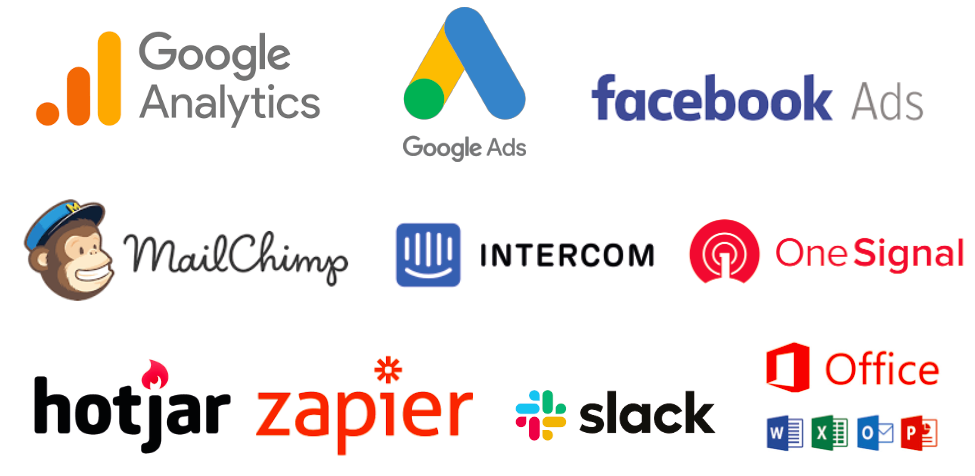 Google
Analytics
Google Ads
facebook Ads
M
MailChimp
INTERCOM
OneSignal
hotjar
zapier
slack
Office
W X O P